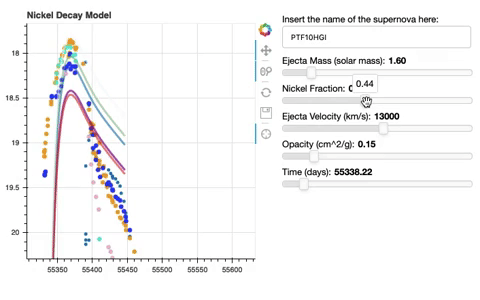 Nickel Decay Model
18
18.5
19
19.5
20
55350
55400
55450
55500
55550
55600
Insert the name of the supernova here:
PTF10HGI
Ejecta Mass (solar mass): 1.60
0.44
Nickel Fraction:
Ejecta Velocity (km/s): 13000
Opacity (cm^2/g): 0.15
Time (days): 55338.22